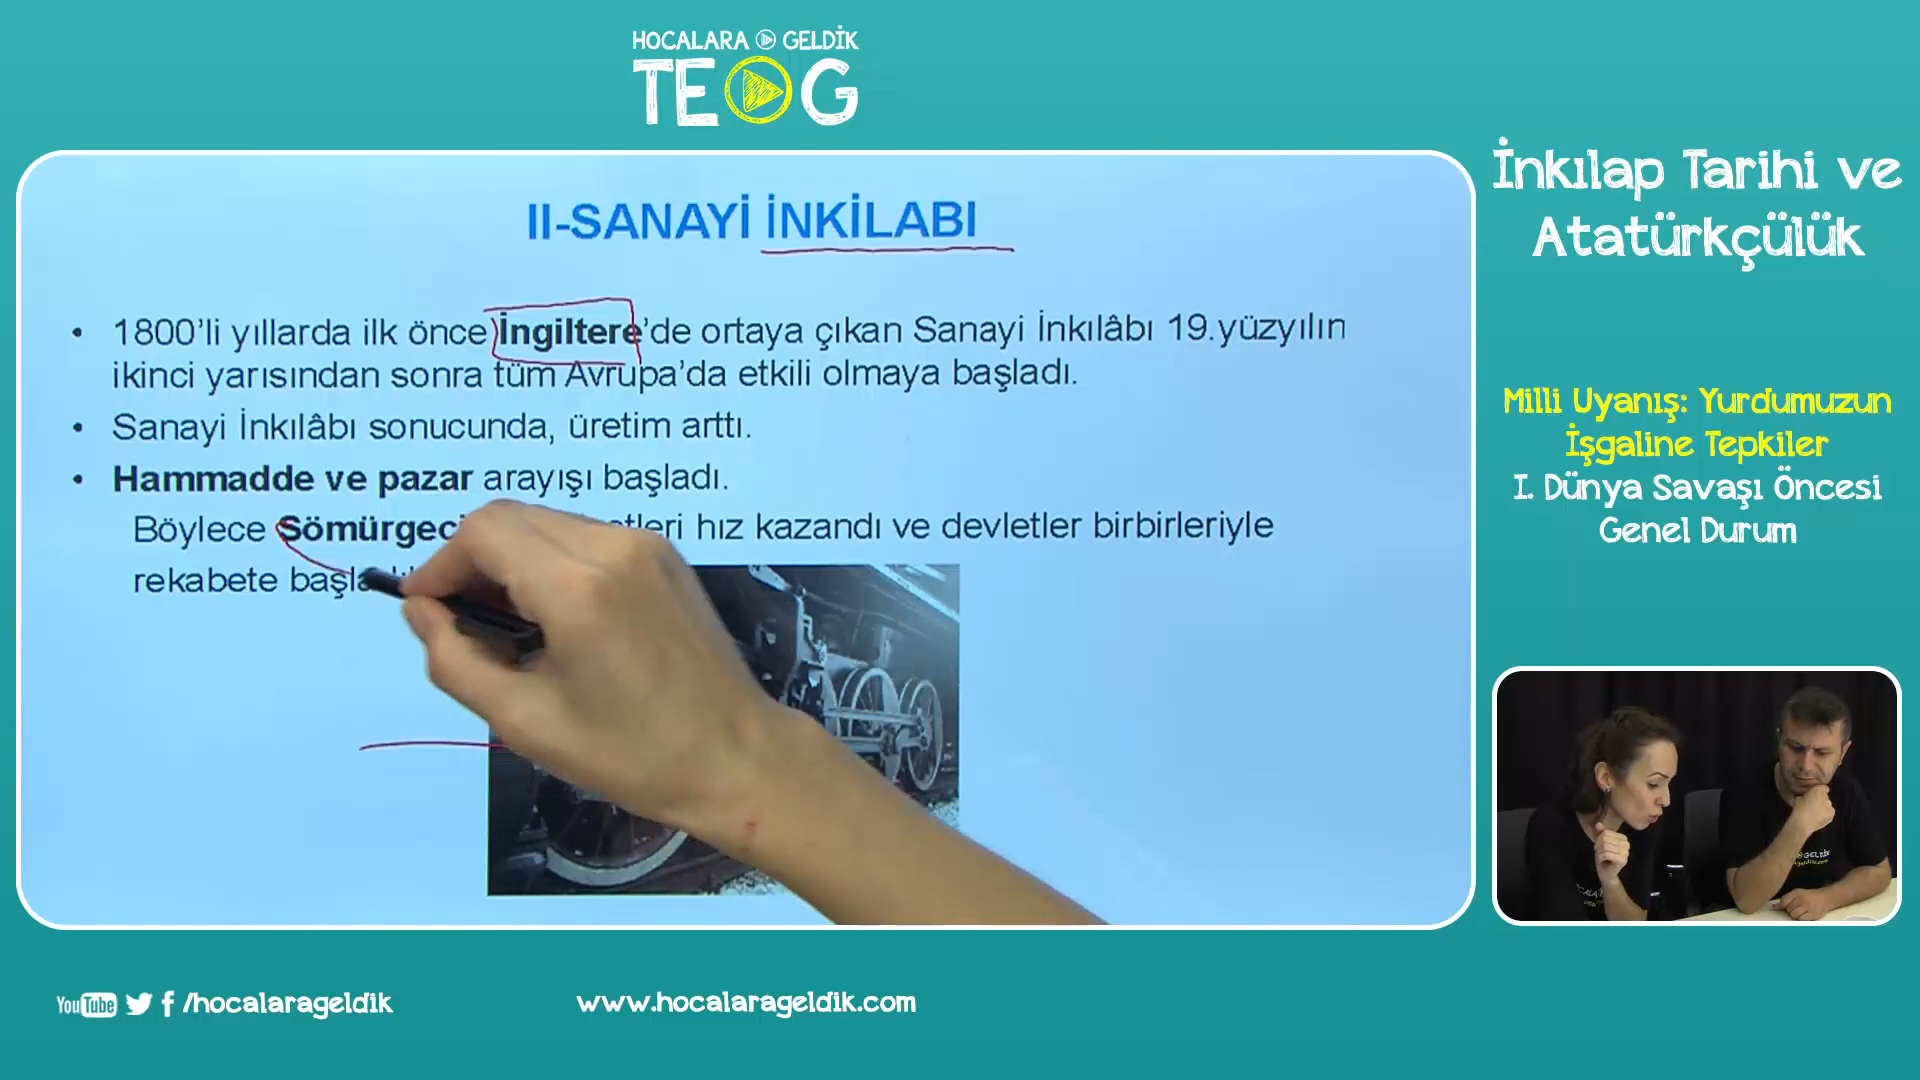 HOCALARA GELDİK
TEOG
İnkılap Tarihi ve
Atatürkçülük
II-SANAYİ İNKİLABI
• 1800'li yıllarda ilk önce İngiltere'de ortaya çıkan Sanayi İnkılâbı 19.yüzyılın
ikinci yarısından sonra tüm Avrupa'da etkili olmaya başladı.
• Sanayi İnkılâbı sonucunda, üretim arttı.
• Hammadde ve pazar arayışı başladı.
Böylece hız kazandı ve devletler birbirleriyle
rekabete
Milli Uyanış: Yurdumuzun
İşgaline Tepkiler
I. Dünya Savaşı Öncesi
Genel Durum
YouTube /hocalarageldik
www.hocalarageldik.com